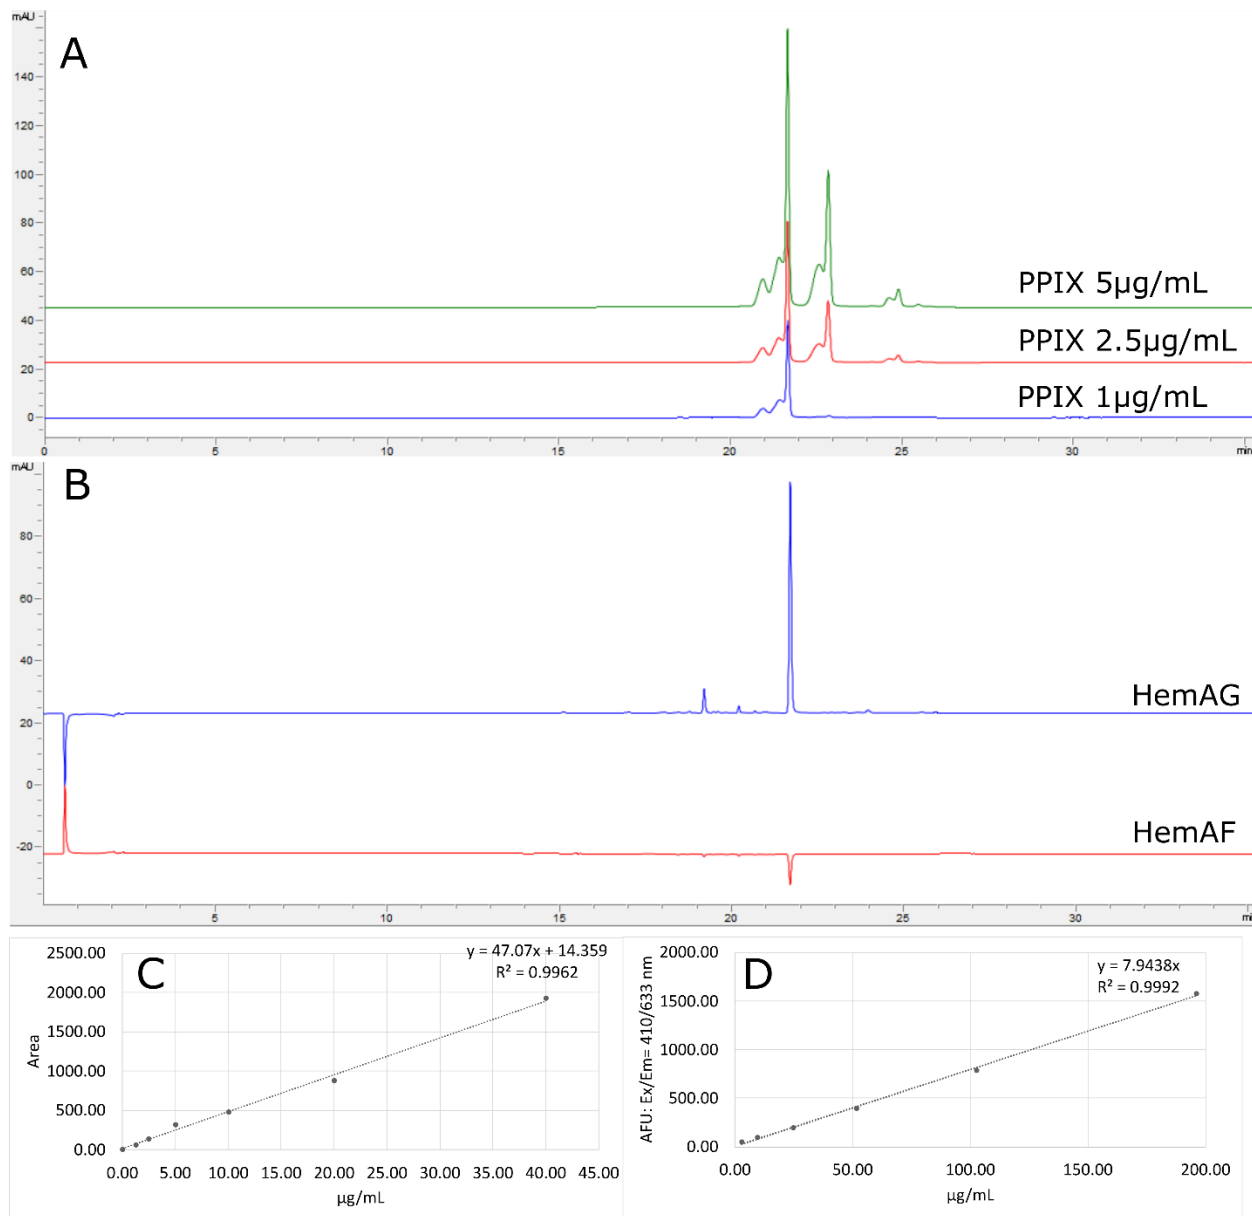 mAU
A
140
120
100
80
60
40
20
0
PPIX 5µg/mL
PPIX 2.5µg/mL
PPIX 1µg/mL
0 5 10 15 20 25 30 min
mAU
B
80
60
40
20
0
-20
HemAG
HemAF
5 10 15 20 25 30
C
y = 47.07x + 14.359
R² = 0.9962
Area
2500.00
2000.00
1500.00
1000.00
500.00
0.00
0.00 5.00 10.00 15.00 20.00 25.00 30.00 35.00 40.00 45.00
µg/mL
D
y = 7.9438x
R² = 0.9992
AFU: Ex/Em= 410/633 nm
2000.00
1500.00
1000.00
500.00
0.00
0.00 50.00 100.00 150.00 200.00
µg/mL